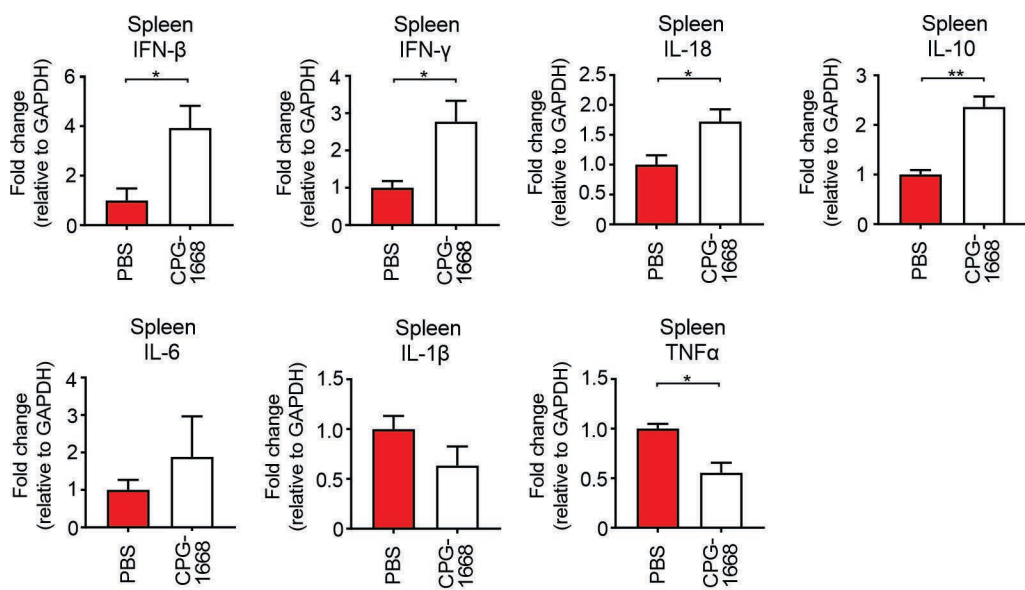 Spleen
IFN-β
Fold change
(relative to GAPDH)
6
4
2
0
*
PBS
CPG-
1668
Spleen
IFN-γ
Fold change
(relative to GAPDH)
4
3
2
1
0
*
PBS
CPG-
1668
Spleen
IL-18
Fold change
(relative to GAPDH)
2.5
2.0
1.5
1.0
0.5
0
*
PBS
CPG-
1668
Spleen
IL-10
Fold change
(relative to GAPDH)
3
2
1
0
**
PBS
CPG-
1668
Spleen
IL-6
Fold change
(relative to GAPDH)
4
3
2
1
0
PBS
CPG-
1668
Spleen
IL-1β
Fold change
(relative to GAPDH)
1.5
1.0
0.5
0
PBS
CPG-
1668
Spleen
TNFα
Fold change
(relative to GAPDH)
1.5
1.0
0.5
0
*
PBS
CPG-
1668